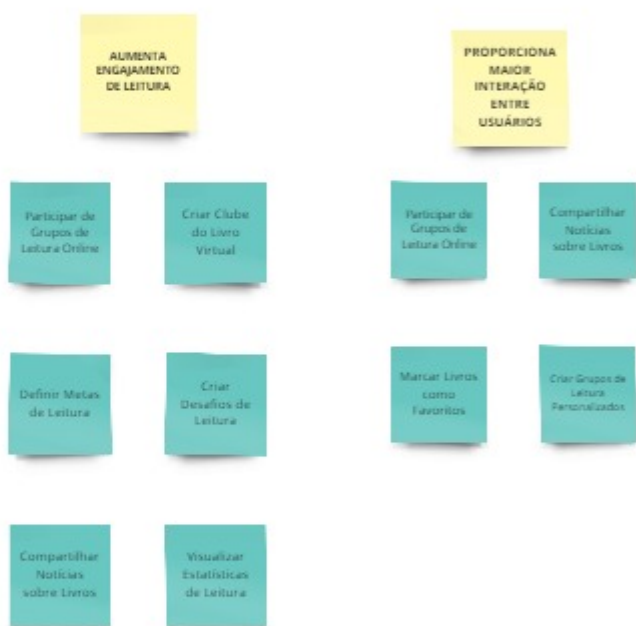 AUMENTA
ENGAJAMENTO
DE LEITURA
PROPORCIONA
MAIOR
INTERAÇÃO
ENTRE
USUÁRIOS
Participar de
Grupos de
Leitura Online
Criar Clube
do Livro
Virtual
Participar de
Grupos de
Leitura Online
Compartilhar
Notícias
sobre Livros
Definir Metas
de Leitura
Criar
Desafios de
Leitura
Marcar Livros
como
Favoritos
Criar Grupos de
Leitura
Personalizados
Compartilhar
Notícias
sobre Livros
Visualizar
Estatísticas
de Leitura